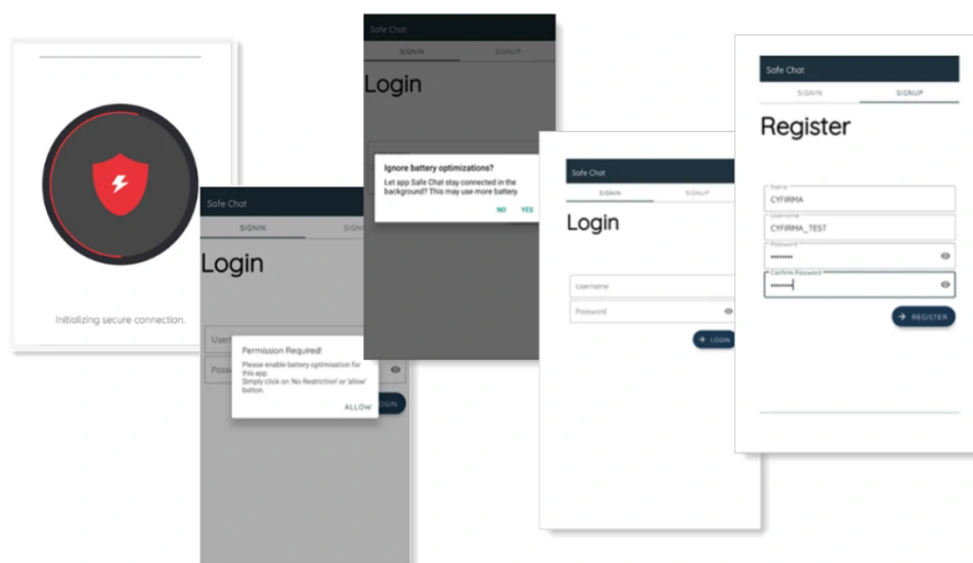 Initializing secure connection.
Safe Chat
SIGNIN
Login
Permission Required!
Please enable battery optimisation for
this app.
Simply click on 'No Restriction' or 'allow'
button.
ALLOW
Safe Chat
SIGNIN SIGNUP
Login
Ignore battery optimizations?
Let app Safe Chat stay connected in the
background? This may use more battery.
NO YES
Safe Chat
SIGNIN SIGNUP
Login
Username
Password
→ LOGIN
Safe Chat
SIGNIN SIGNUP
Register
Name
CYFIRMA
Username
CYFIRMA_TEST
Password
Confirm Password
→ REGISTER